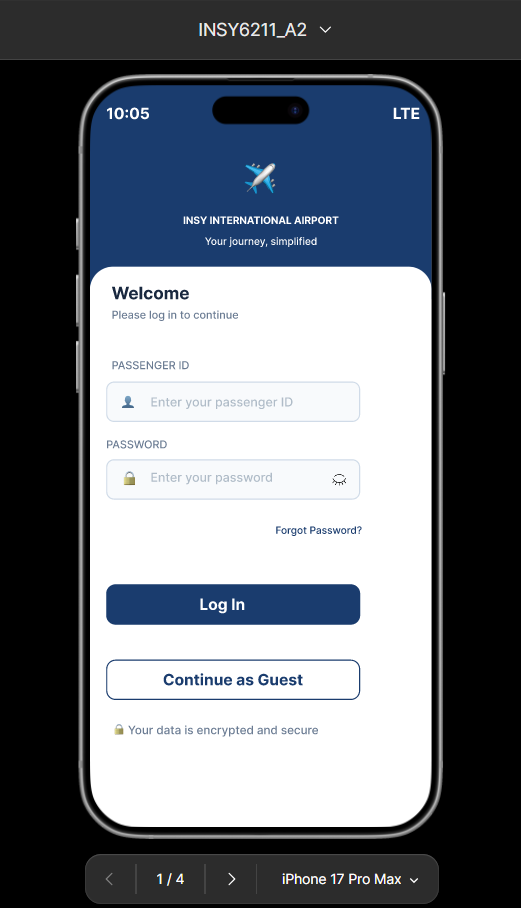 INSY6211_A2
10:05
LTE
INSY INTERNATIONAL AIRPORT
Your journey, simplified
Welcome
Please log in to continue
PASSENGER ID
Enter your passenger ID
PASSWORD
Enter your password
Forgot Password?
Log In
Continue as Guest
Your data is encrypted and secure
1 / 4
iPhone 17 Pro Max